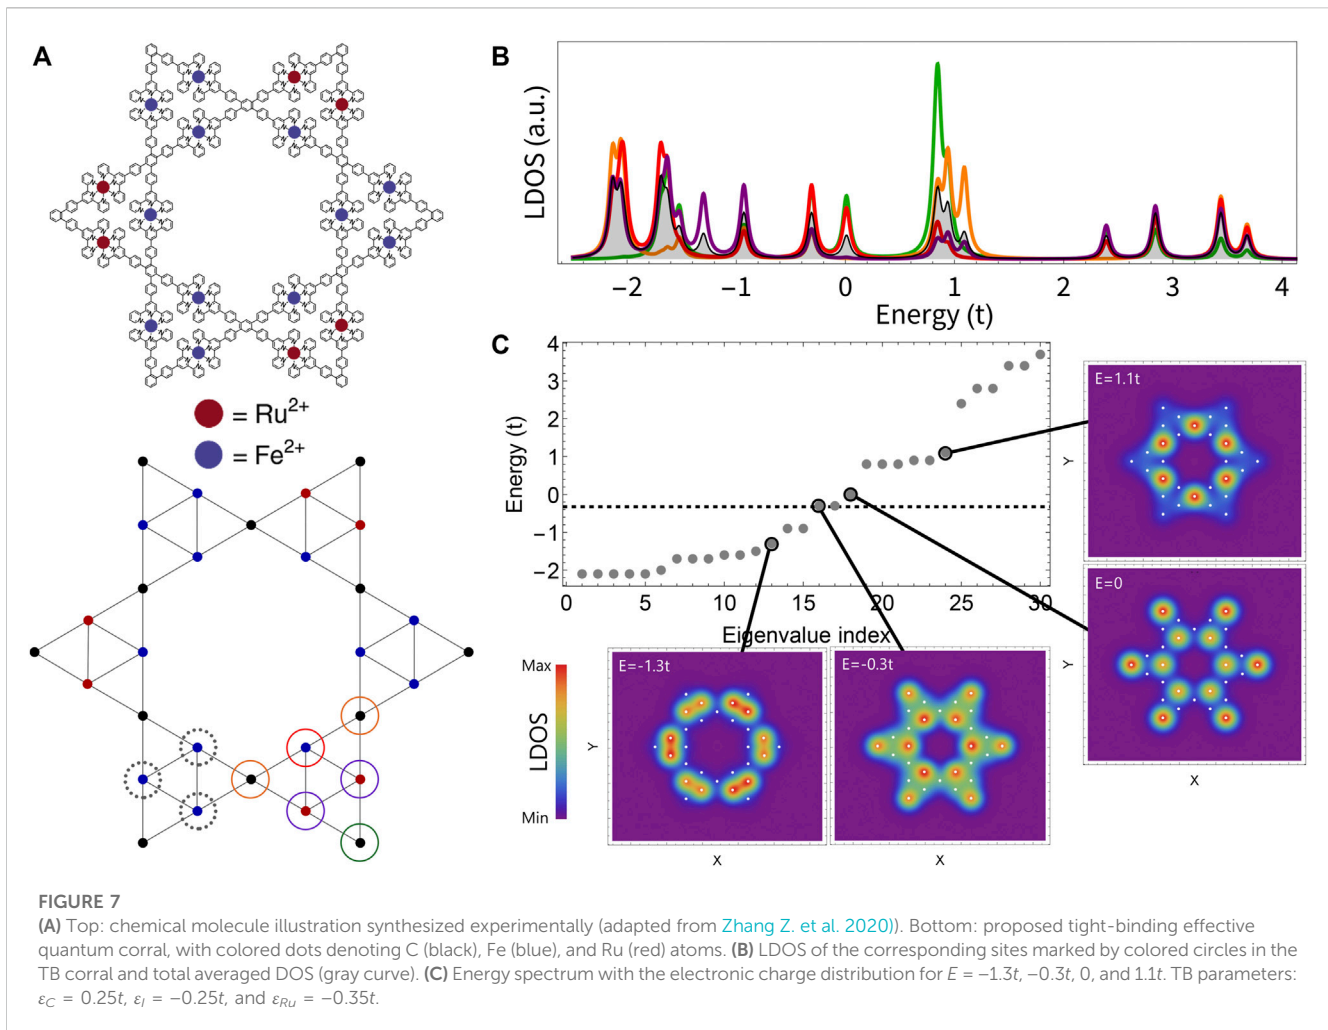 A
= Ru2+
= Fe2+
B
LDOS (a.u.)
−2 −1 0 1 2 3 4
Energy (t)
C
Energy (t)
4
3
2
1
0
−1
−2
0 5 10 15 20 25 30
Eigenvalue index
E=1.1t
Y
E=0
Y
X
Max
LDOS
Min
E=-1.3t
Y
X
E=-0.3t
X
FIGURE 7
(A) Top: chemical molecule illustration synthesized experimentally (adapted from Zhang Z. et al. 2020)). Bottom: proposed tight-binding effective
quantum corral, with colored dots denoting C (black), Fe (blue), and Ru (red) atoms. (B) LDOS of the corresponding sites marked by colored circles in the
TB corral and total averaged DOS (gray curve). (C) Energy spectrum with the electronic charge distribution for E = −1.3t, −0.3t, 0, and 1.1t. TB parameters:
εC = 0.25t, εI = −0.25t, and εRu = −0.35t.